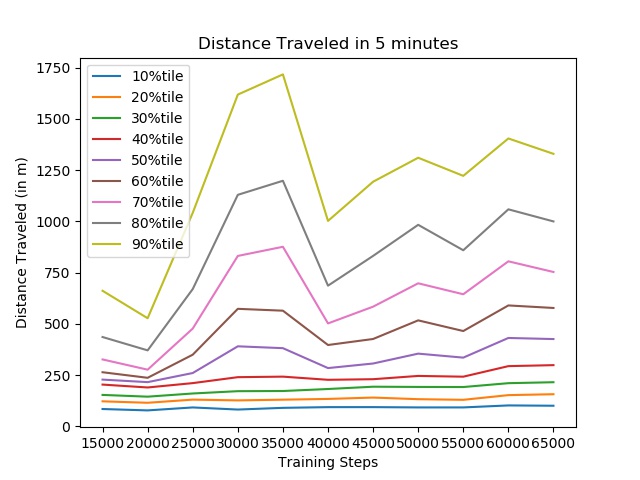 Distance Traveled in 5 minutes
1750
1500
1250
1000
750
500
250
0
Distance Traveled (in m)
10%tile
20%tile
30%tile
40%tile
50%tile
60%tile
70%tile
80%tile
90%tile
15000 20000 25000 30000 35000 40000 45000 50000 55000 60000 65000
Training Steps